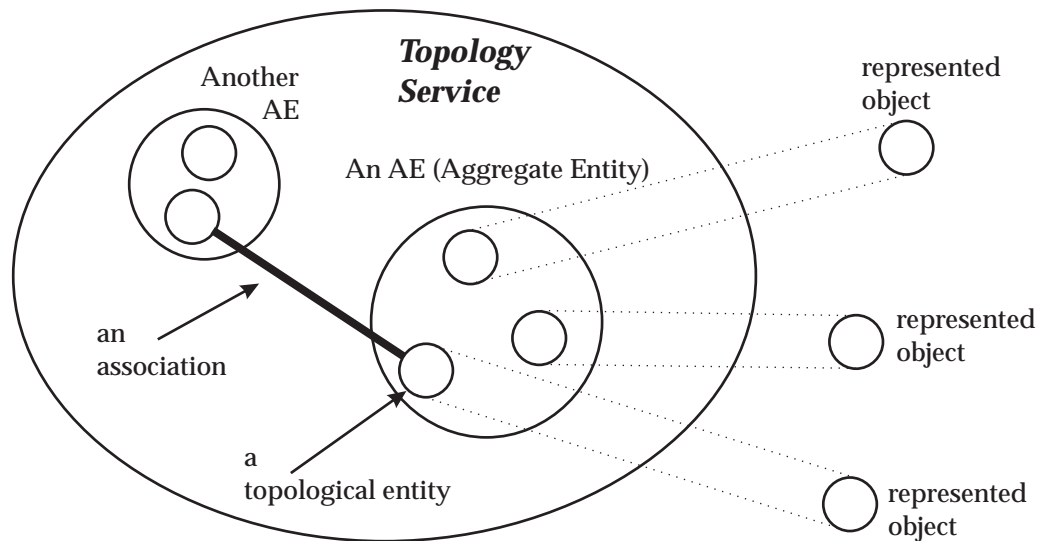 Topology
Service
Another
AE
An AE (Aggregate Entity)
represented
object
an
association
represented
object
a
topological entity
represented
object